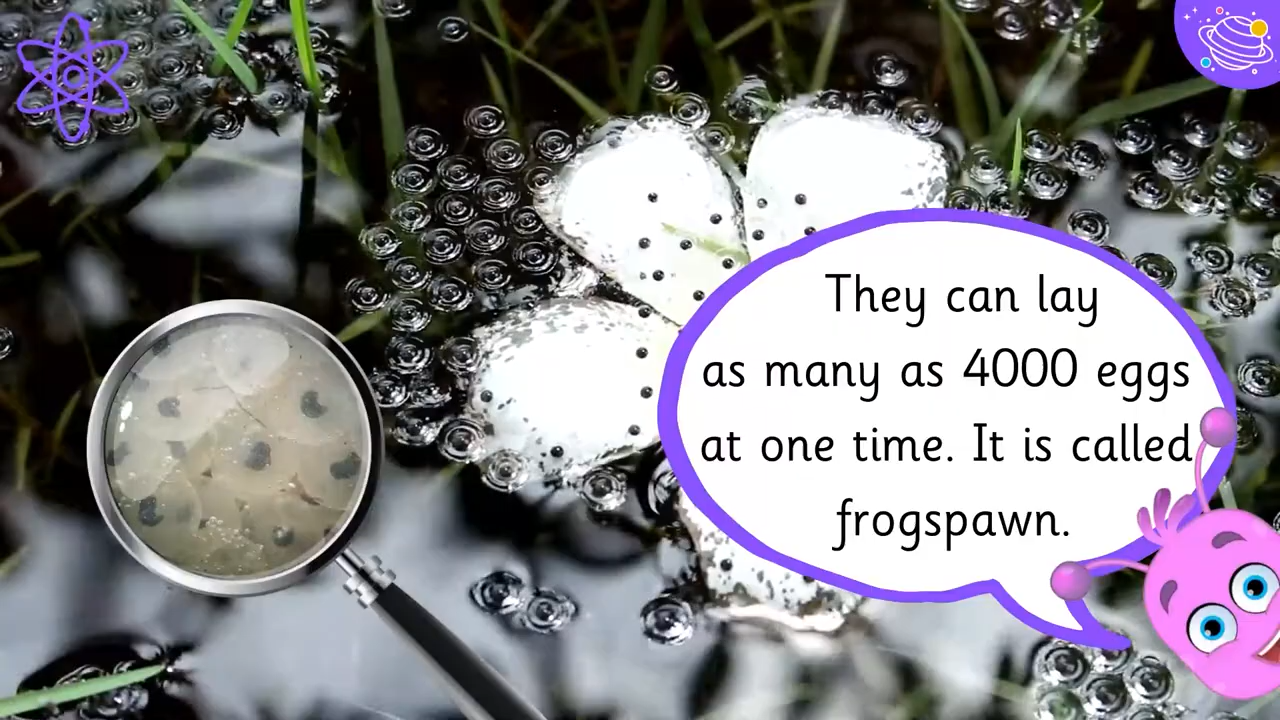 They can lay
as many as 4000 eggs
at one time. It is called
frogspawn.